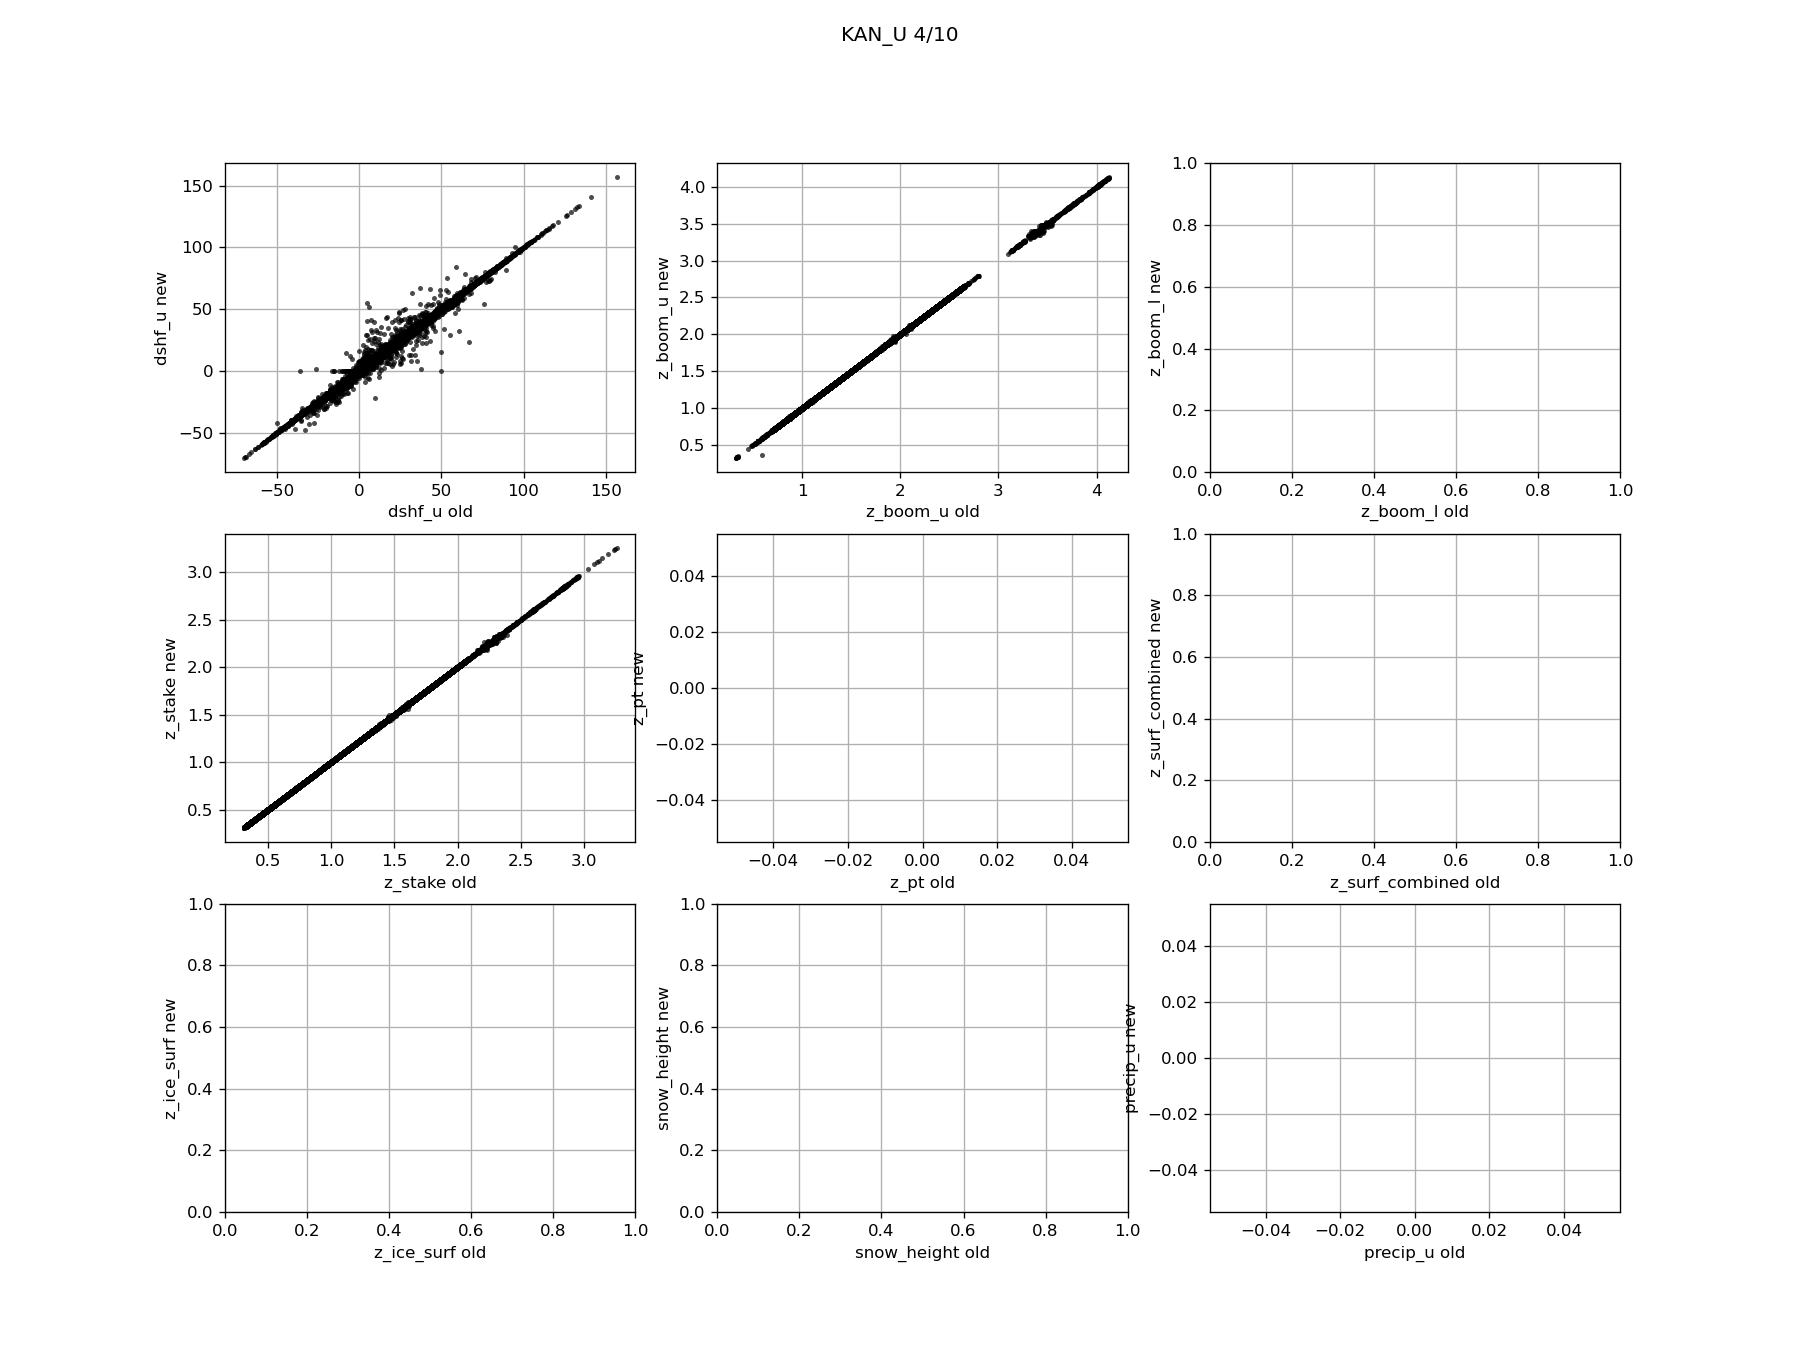 KAN_U 4/10
150
100
50
0
−50
dshf_u new
−50 0 50 100 150
dshf_u old
4.0
3.5
3.0
2.5
2.0
1.5
1.0
0.5
z_boom_u new
1 2 3 4
z_boom_u old
1.0
0.8
0.6
0.4
0.2
0.0
z_boom_l new
0.0 0.2 0.4 0.6 0.8 1.0
z_boom_l old
3.0
2.5
2.0
1.5
1.0
0.5
z_stake new
0.5 1.0 1.5 2.0 2.5 3.0
z_stake old
0.04
0.02
0.00
−0.02
−0.04
z_pt new
−0.04 −0.02 0.00 0.02 0.04
z_pt old
1.0
0.8
0.6
0.4
0.2
0.0
z_surf_combined new
0.0 0.2 0.4 0.6 0.8 1.0
z_surf_combined old
1.0
0.8
0.6
0.4
0.2
0.0
z_ice_surf new
0.0 0.2 0.4 0.6 0.8 1.0
z_ice_surf old
1.0
0.8
0.6
0.4
0.2
0.0
snow_height new
0.0 0.2 0.4 0.6 0.8 1.0
snow_height old
0.04
0.02
0.00
−0.02
−0.04
precip_u new
−0.04 −0.02 0.00 0.02 0.04
precip_u old